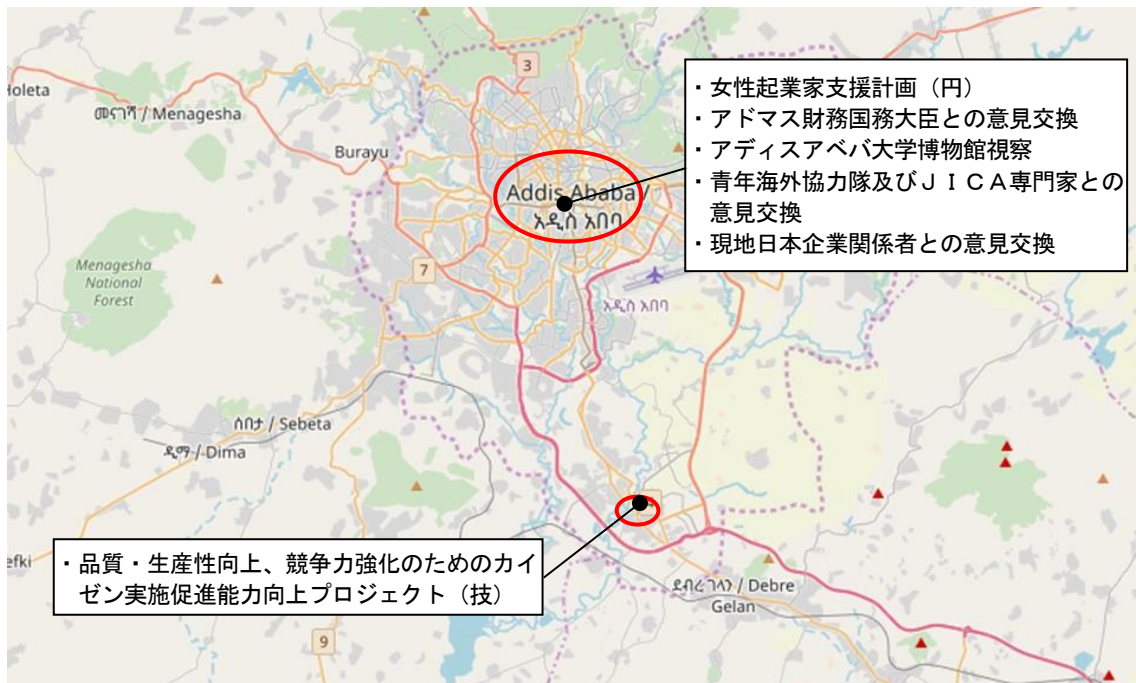 3
Holeta
መናገሻ / Menagesha
・女性起業家支援計画（円）
・アドマス財務国務大臣との意見交換
・アディスアベバ大学博物館視察
・青年海外協力隊及びＪＩＣＡ専門家との
意見交換
・現地日本企業関係者との意見交換
Burayu
Addis Ababa /
አዲስ አበባ
Menagesha
National
Forest
7
አዲስ አበባ
ሰበታ / Sebeta
ዲማ / Dima
・品質・生産性向上、競争力強化のためのカイ
ゼン実施促進能力向上プロジェクト（技）
efki
ደብረ ገላን / Debre
Gelan
9